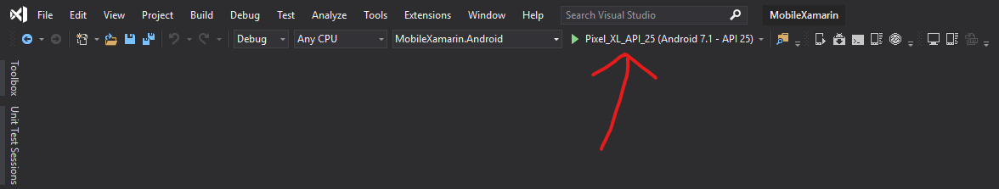 File Edit View Project Build Debug Test Analyze Tools Extensions Window Help Search Visual Studio MobileXamarin
Debug Any CPU MobileXamarin.Android Pixel_XL_API_25 (Android 7.1 - API 25)
Toolbox
Unit Test Sessions